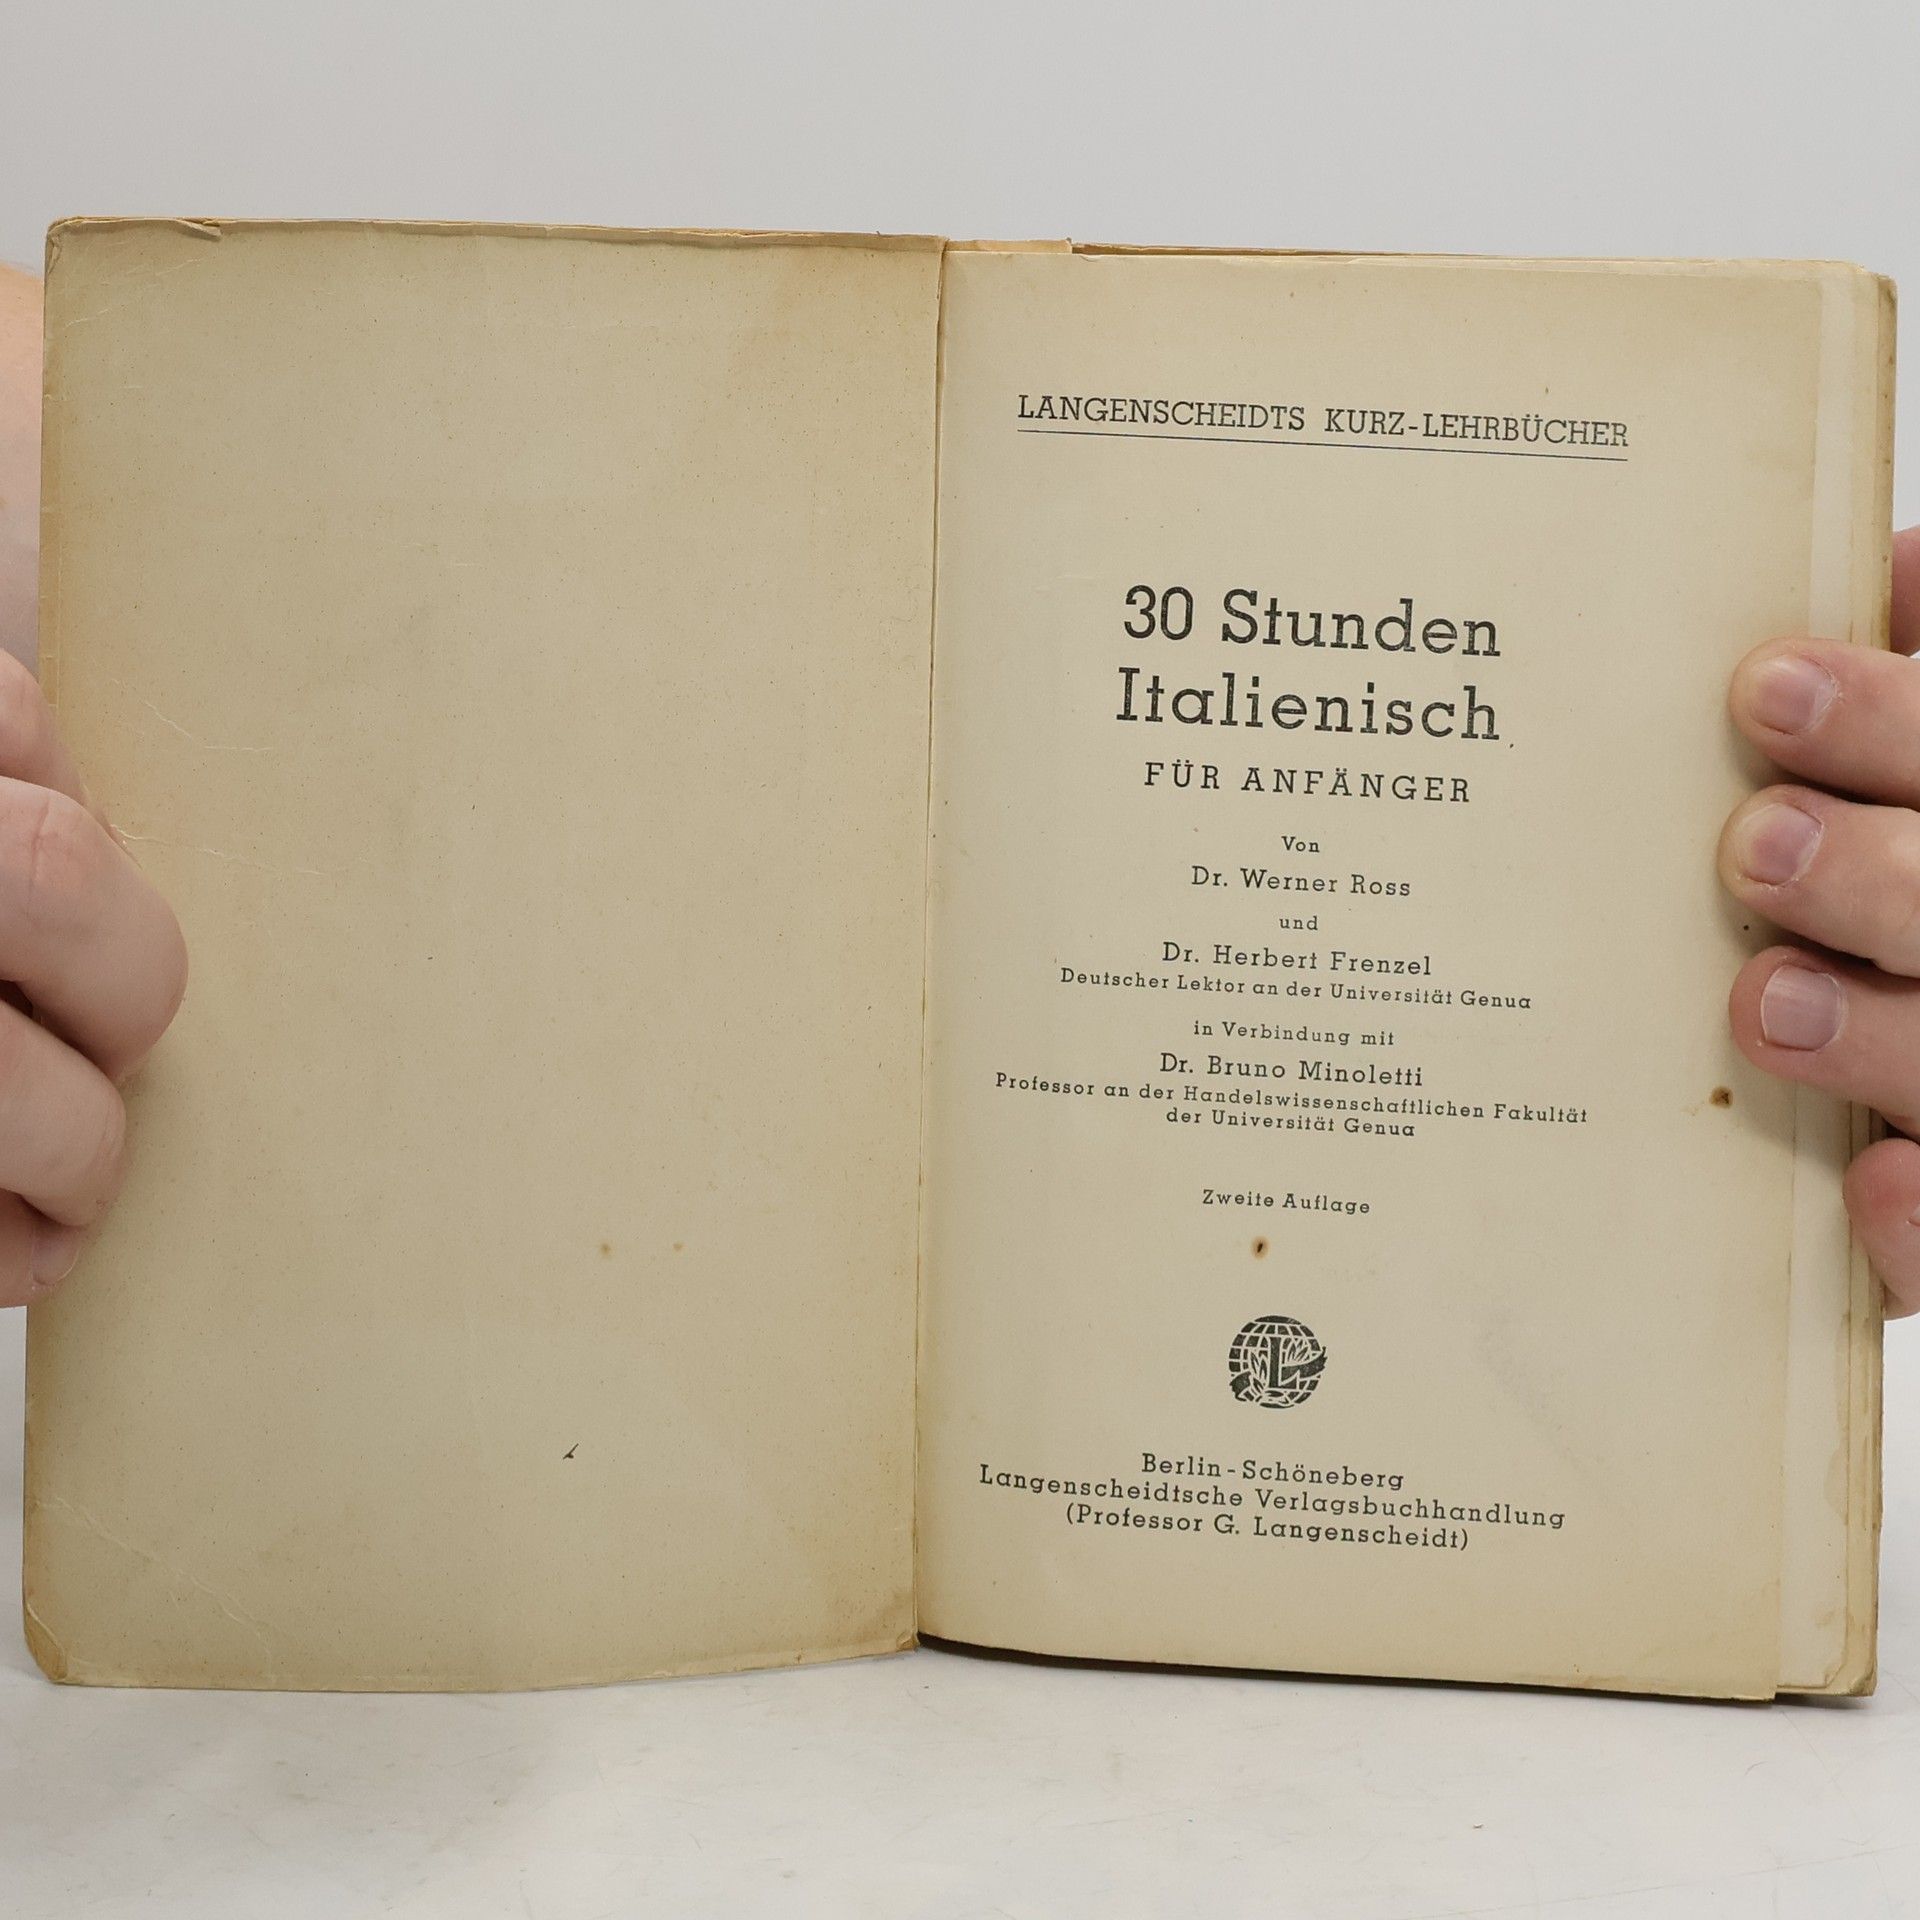 LANGENSCHEIDTS KURZ-LEHRBÜCHER
30 Stunden
Italienisch
FÜR ANFÄNGER
Von
Dr. Werner Ross
und
Dr. Herbert Frenzel
Deutscher Lektor an der Universität Genua
in Verbindung mit
Dr. Bruno Minoletti
Professor an der Handelswissenschaftlichen Fakultät
der Universität Genua
Zweite Auflage
L
Berlin-Schöneberg
Langenscheidtsche Verlagsbuchhandlung
(Professor G. Langenscheidt)